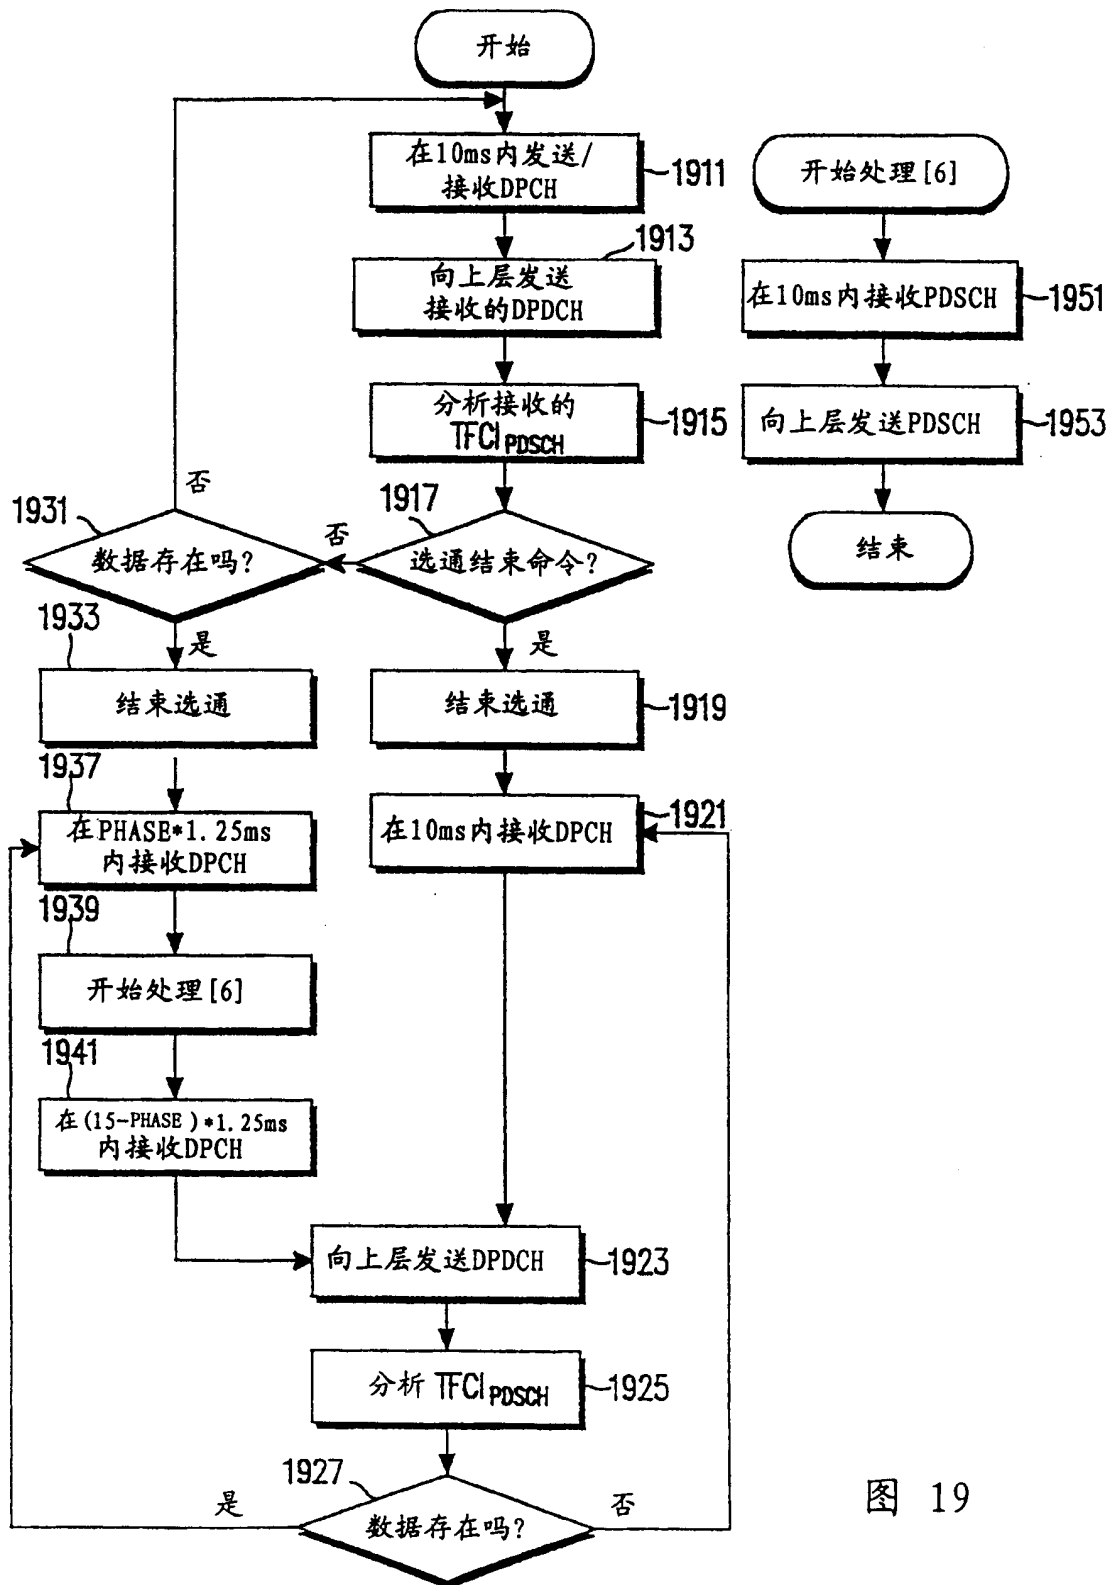 开始
在10ms内发送/
接收DPCH
1911
1913
向上层发送
接收的DPDCH
分析接收的
TFCI PDSCH
1915
1917
选通结束命令?
否
是
1931
数据存在吗?
否
是
1933
结束选通
结束选通
1919
1937
在PHASE*1.25ms
内接收DPCH
在10ms内接收DPCH
1921
1939
开始处理[6]
1941
在(15-PHASE)*1.25ms
内接收DPCH
向上层发送DPDCH
1923
分析 TFCI PDSCH
1925
1927
数据存在吗?
是
否
开始处理[6]
在10ms内接收PDSCH
1951
向上层发送PDSCH
1953
结束
图 19